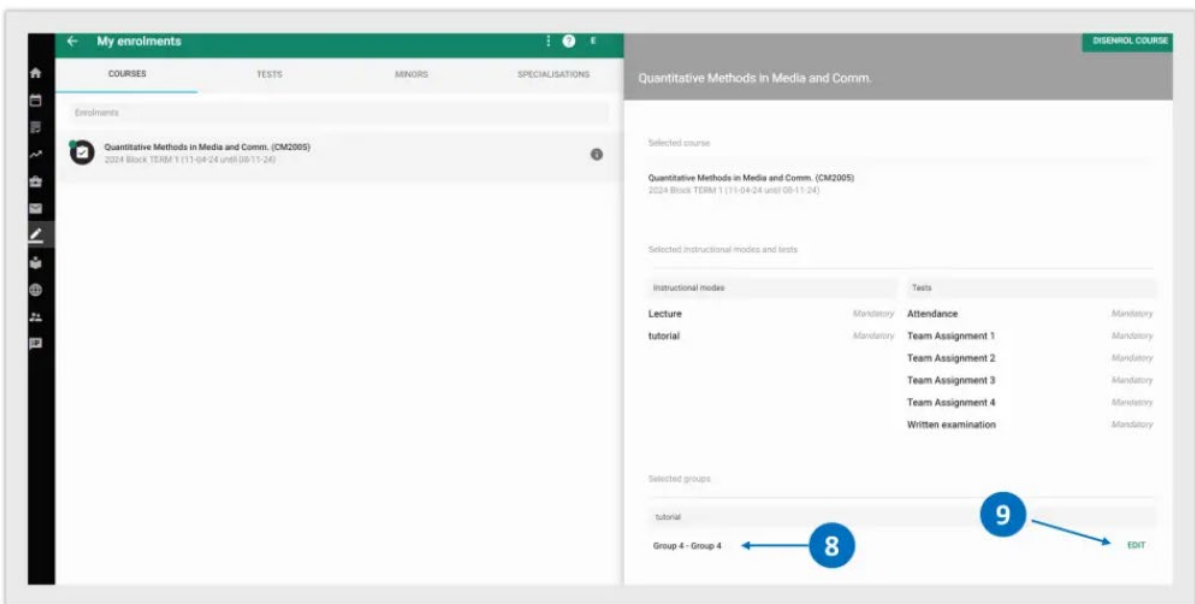 My enrolments
E
DISENROL COURSE
COURSES
TESTS
MINORS
SPECIALISATIONS
Enrolments
Quantitative Methods in Media and Comm. (CM2005)
2024 Block TERM 1 (11-04-24 until 08-11-24)
Quantitative Methods in Media and Comm.
Selected course
Quantitative Methods in Media and Comm. (CM2005)
2024 Block TERM 1 (11-04-24 until 08-11-24)
Selected instructional modes and tests
Instructional modes
Tests
Lecture Mandatory
tutorial Mandatory
Attendance Mandatory
Team Assignment 1 Mandatory
Team Assignment 2 Mandatory
Team Assignment 3 Mandatory
Team Assignment 4 Mandatory
Written examination Mandatory
Selected groups
tutorial
Group 4 - Group 4
8
9
EDIT